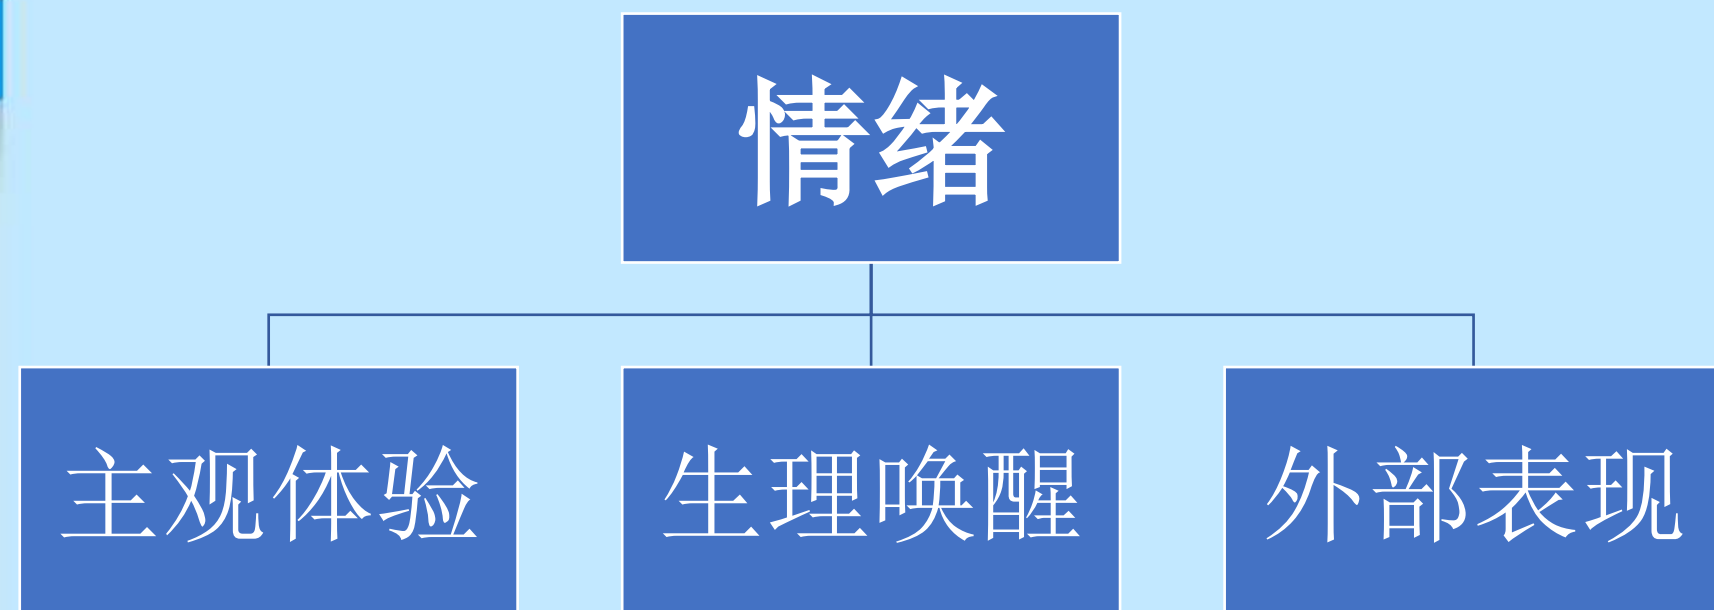 情绪
主观体验
生理唤醒
外部表现